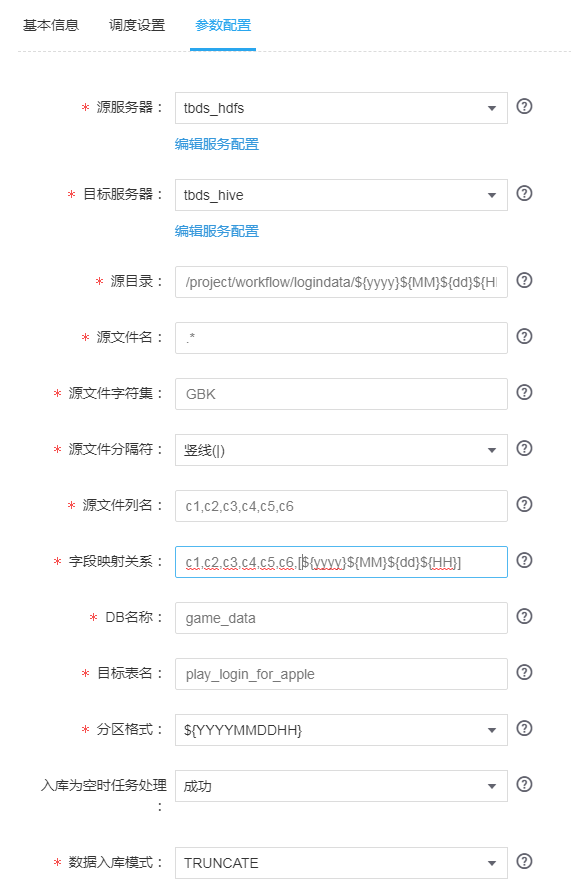 基本信息 调度设置 参数配置
* 源服务器： tbds_hdfs
编辑服务配置
* 目标服务器： tbds_hive
编辑服务配置
* 源目录： /project/workflow/logindata/${yyyy}${MM}${dd}${HH
* 源文件名： .*
* 源文件字符集： GBK
* 源文件分隔符： 竖线(|)
* 源文件列名： c1,c2,c3,c4,c5,c6
* 字段映射关系： c1,c2,c3,c4,c5,c6,[${yyyy}${MM}${dd}${HH}]
* DB名称： game_data
* 目标表名： play_login_for_apple
* 分区格式： ${YYYYMMDDHH}
入库为空时任务处理 成功
：
* 数据入库模式： TRUNCATE